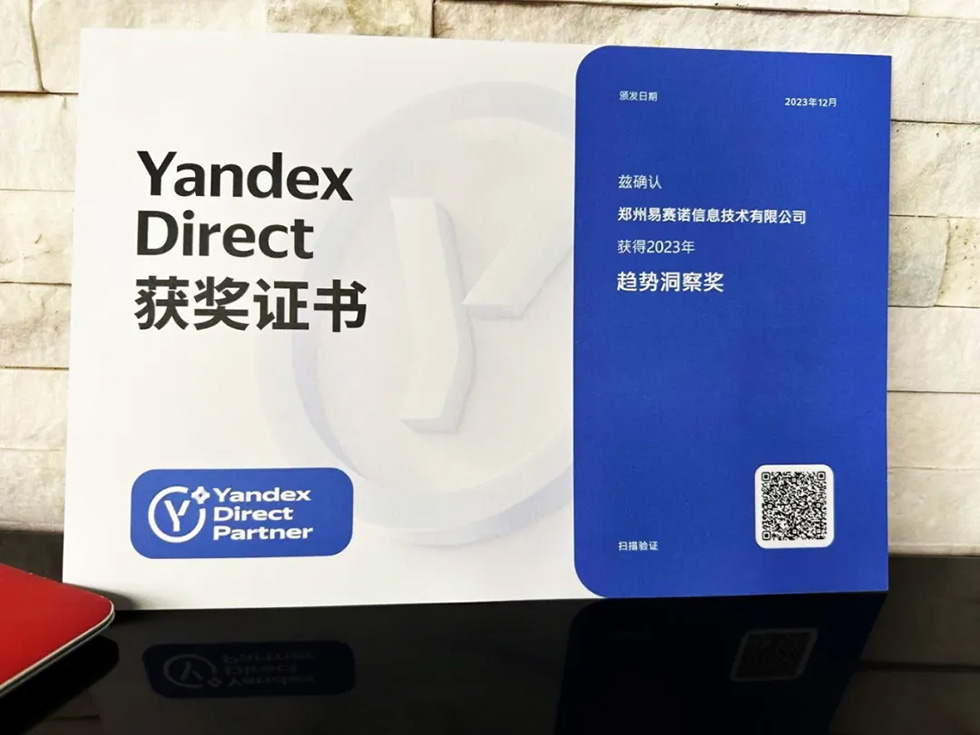 Yandex
Direct
获奖证书
Yandex
Direct
Partner
颁发日期
2023年12月
兹确认
郑州易赛诺信息技术有限公司
获得2023年
趋势洞察奖
扫描验证